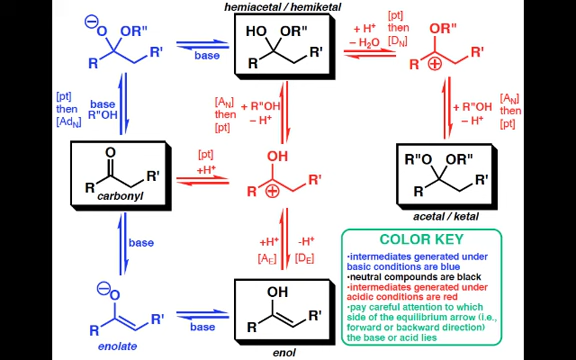 hemiacetal / hemiketal
⊖
O OR"
R R'
base
HO OR"
R R'
+ H⁺
– H₂O
[pt]
then
[D_N]
OR"
R R'
⊕
[pt]
then
[Ad_N]
base
R"OH
[A_N]
then
[pt]
+ R"OH
– H⁺
+ R"OH
– H⁺
[A_N]
then
[pt]
O
R R'
carbonyl
[pt]
+H⁺
OH
R R'
⊕
R"O OR"
R R'
acetal / ketal
base
+H⁺ -H⁺
[A_E] [D_E]
⊖
O
R R'
enolate
base
OH
R R'
enol
COLOR KEY
•intermediates generated under
basic conditions are blue
•neutral compounds are black
•intermediates generated under
acidic conditions are red
•pay careful attention to which
side of the equilibrium arrow (i.e.,
forward or backward direction)
the base or acid lies